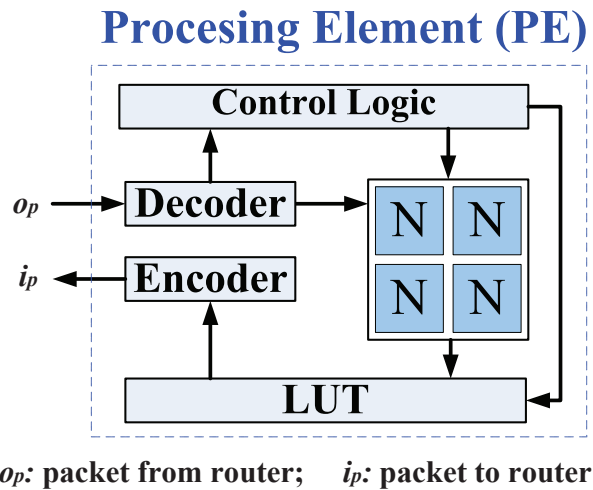 Procesing Element (PE)
Control Logic
op
Decoder
N N
ip
Encoder
N N
LUT
op: packet from router; ip: packet to router